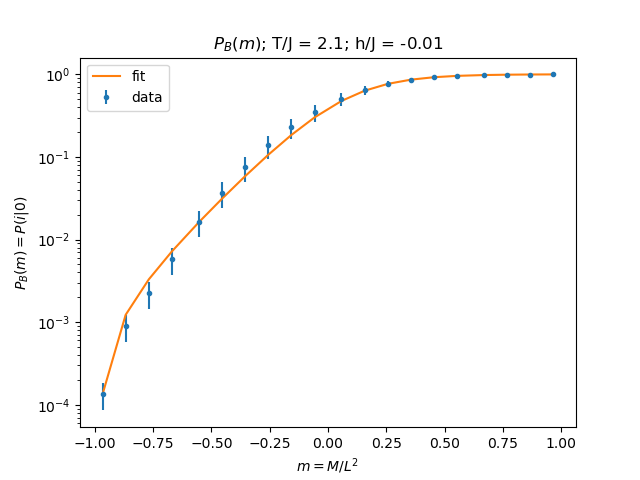 P_B(m); T/J = 2.1; h/J = -0.01
fit
data
P_B(m) = P(i|0)
10^0
10^-1
10^-2
10^-3
10^-4
−1.00 −0.75 −0.50 −0.25 0.00 0.25 0.50 0.75 1.00
m = M/L^2